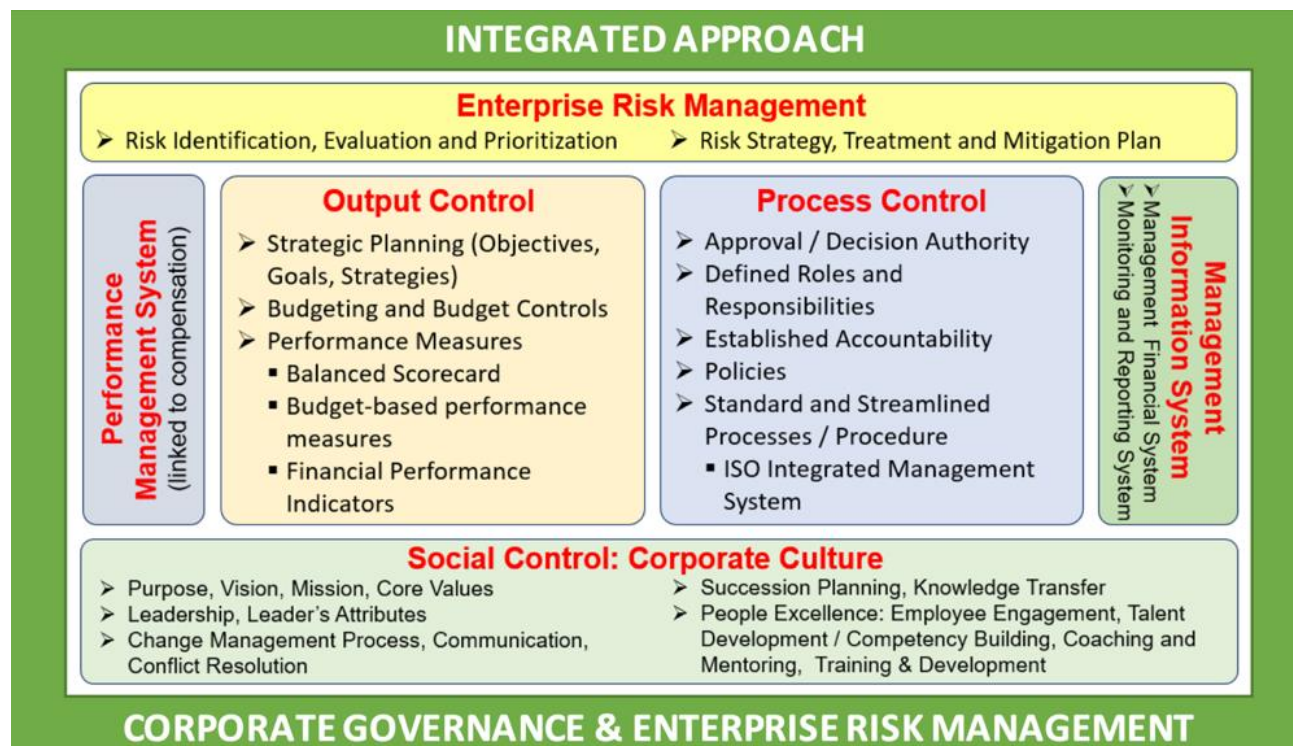 INTEGRATED APPROACH
Enterprise Risk Management
➢ Risk Identification, Evaluation and Prioritization
➢ Risk Strategy, Treatment and Mitigation Plan
Performance
Management System
(linked to compensation)
Output Control
➢ Strategic Planning (Objectives,
Goals, Strategies)
➢ Budgeting and Budget Controls
➢ Performance Measures
▪ Balanced Scorecard
▪ Budget-based performance
measures
▪ Financial Performance
Indicators
Process Control
➢ Approval / Decision Authority
➢ Defined Roles and
Responsibilities
➢ Established Accountability
➢ Policies
➢ Standard and Streamlined
Processes / Procedure
▪ ISO Integrated Management
System
Management
Information System
➢ Management Financial System
➢ Monitoring and Reporting System
Social Control: Corporate Culture
➢ Purpose, Vision, Mission, Core Values
➢ Leadership, Leader's Attributes
➢ Change Management Process, Communication,
Conflict Resolution
➢ Succession Planning, Knowledge Transfer
➢ People Excellence: Employee Engagement, Talent
Development / Competency Building, Coaching and
Mentoring, Training & Development
CORPORATE GOVERNANCE & ENTERPRISE RISK MANAGEMENT